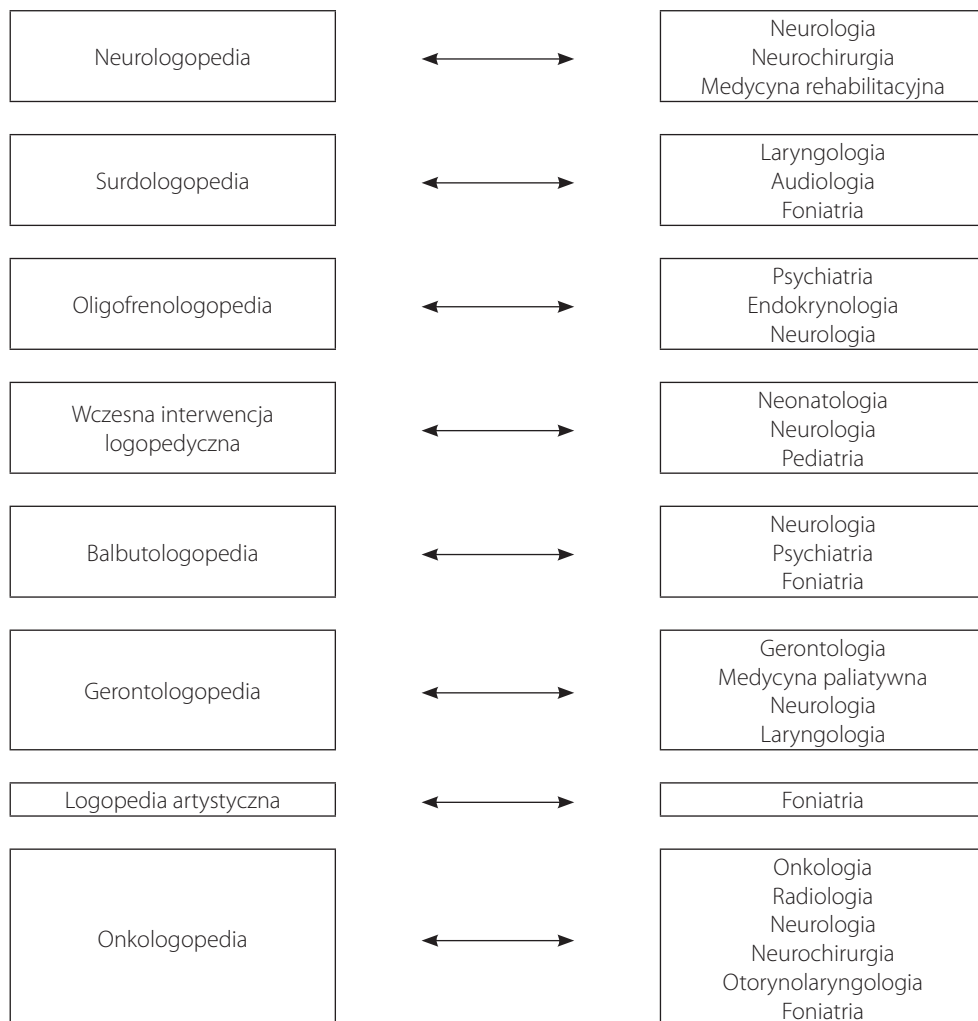 Neurologopedia
Neurologia
Neurochirurgia
Medycyna rehabilitacyjna
Surdologopedia
Laryngologia
Audiologia
Foniatria
Oligofrenologopedia
Psychiatria
Endokrynologia
Neurologia
Wczesna interwencja
logopedyczna
Neonatologia
Neurologia
Pediatria
Balbutologopedia
Neurologia
Psychiatria
Foniatria
Gerontologopedia
Gerontologia
Medycyna paliatywna
Neurologia
Laryngologia
Logopedia artystyczna
Foniatria
Onkologopedia
Onkologia
Radiologia
Neurologia
Neurochirurgia
Otorynolaryngologia
Foniatria